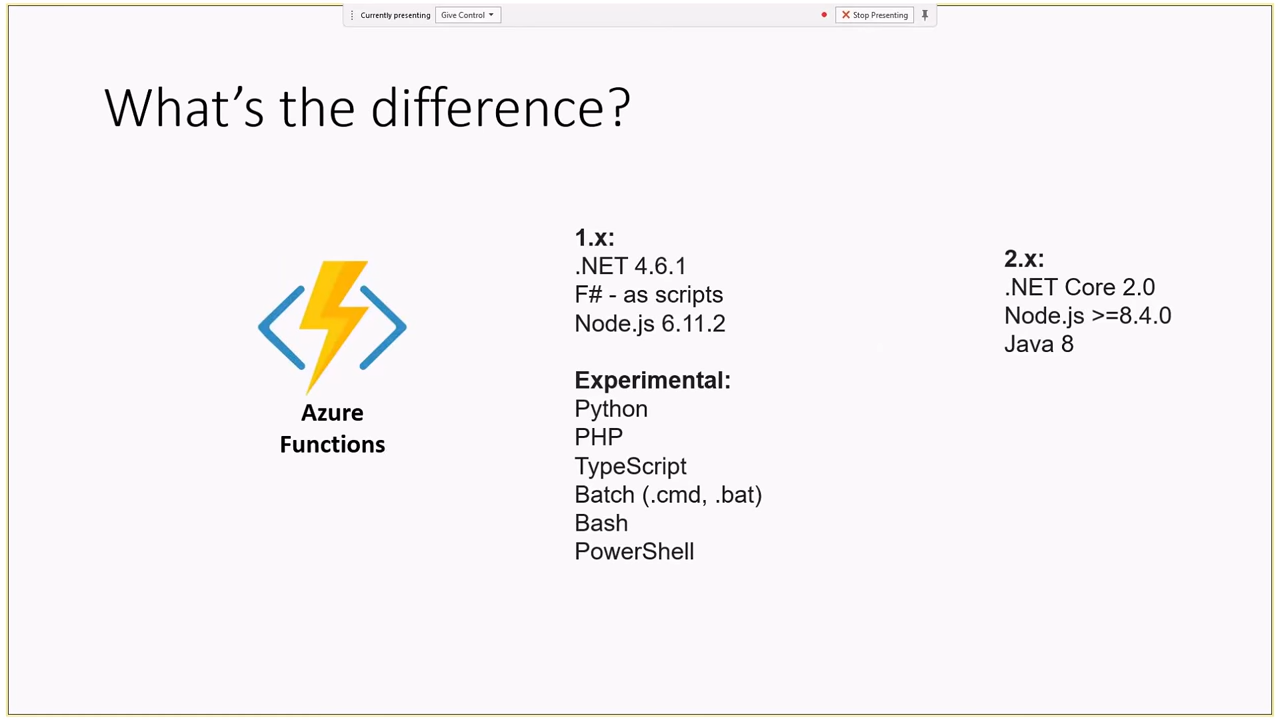 Currently presenting
Give Control
Stop Presenting
What's the difference?
Azure
Functions
1.x:
.NET 4.6.1
F# - as scripts
Node.js 6.11.2
Experimental:
Python
PHP
TypeScript
Batch (.cmd, .bat)
Bash
PowerShell
2.x:
.NET Core 2.0
Node.js >=8.4.0
Java 8